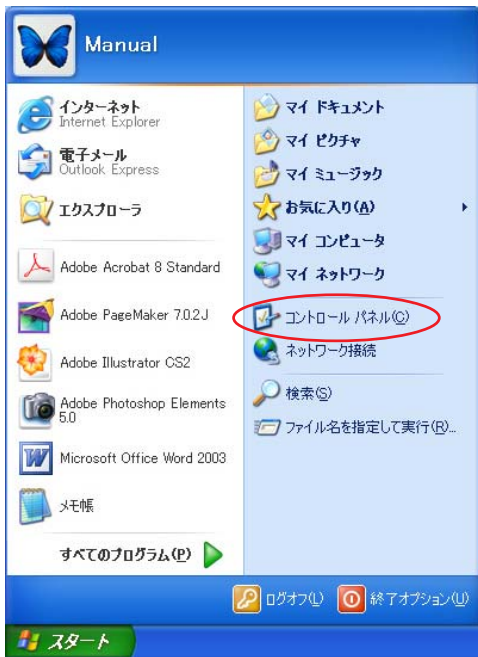 Manual
インターネット
Internet Explorer
電子メール
Outlook Express
エクスプローラ
Adobe Acrobat 8 Standard
Adobe PageMaker 7.0.2J
Adobe Illustrator CS2
Adobe Photoshop Elements
5.0
Microsoft Office Word 2003
メモ帳
すべてのプログラム(P)
マイ ドキュメント
マイ ピクチャ
マイ ミュージック
お気に入り(A)
マイ コンピュータ
マイ ネットワーク
コントロール パネル(C)
ネットワーク接続
検索(S)
ファイル名を指定して実行(R)...
ログオフ(L)
終了オプション(U)
スタート